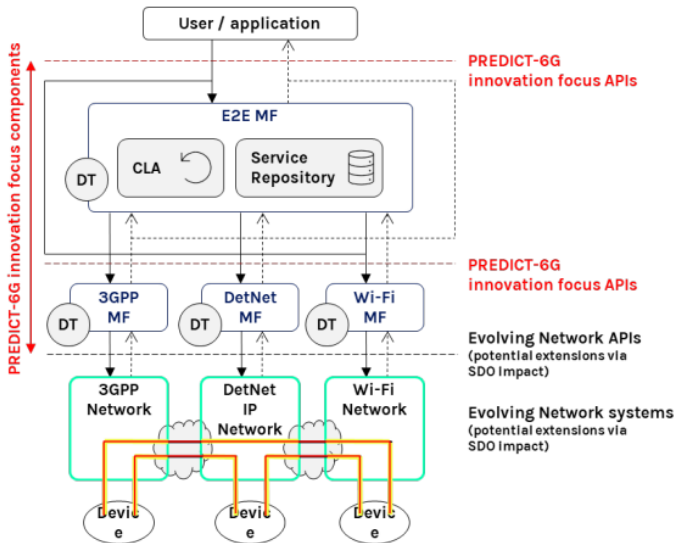 User / application
PREDICT-6G
innovation focus APIs
PREDICT-6G innovation focus components
E2E MF
CLA
Service
Repository
DT
PREDICT-6G
innovation focus APIs
3GPP
MF
DT
DetNet
MF
DT
Wi-Fi
MF
DT
Evolving Network APIs
(potential extensions via
SDO impact)
3GPP
Network
DetNet
IP
Network
Wi-Fi
Network
Evolving Network systems
(potential extensions via
SDO impact)
Devic
e
Devic
e
Devic
e